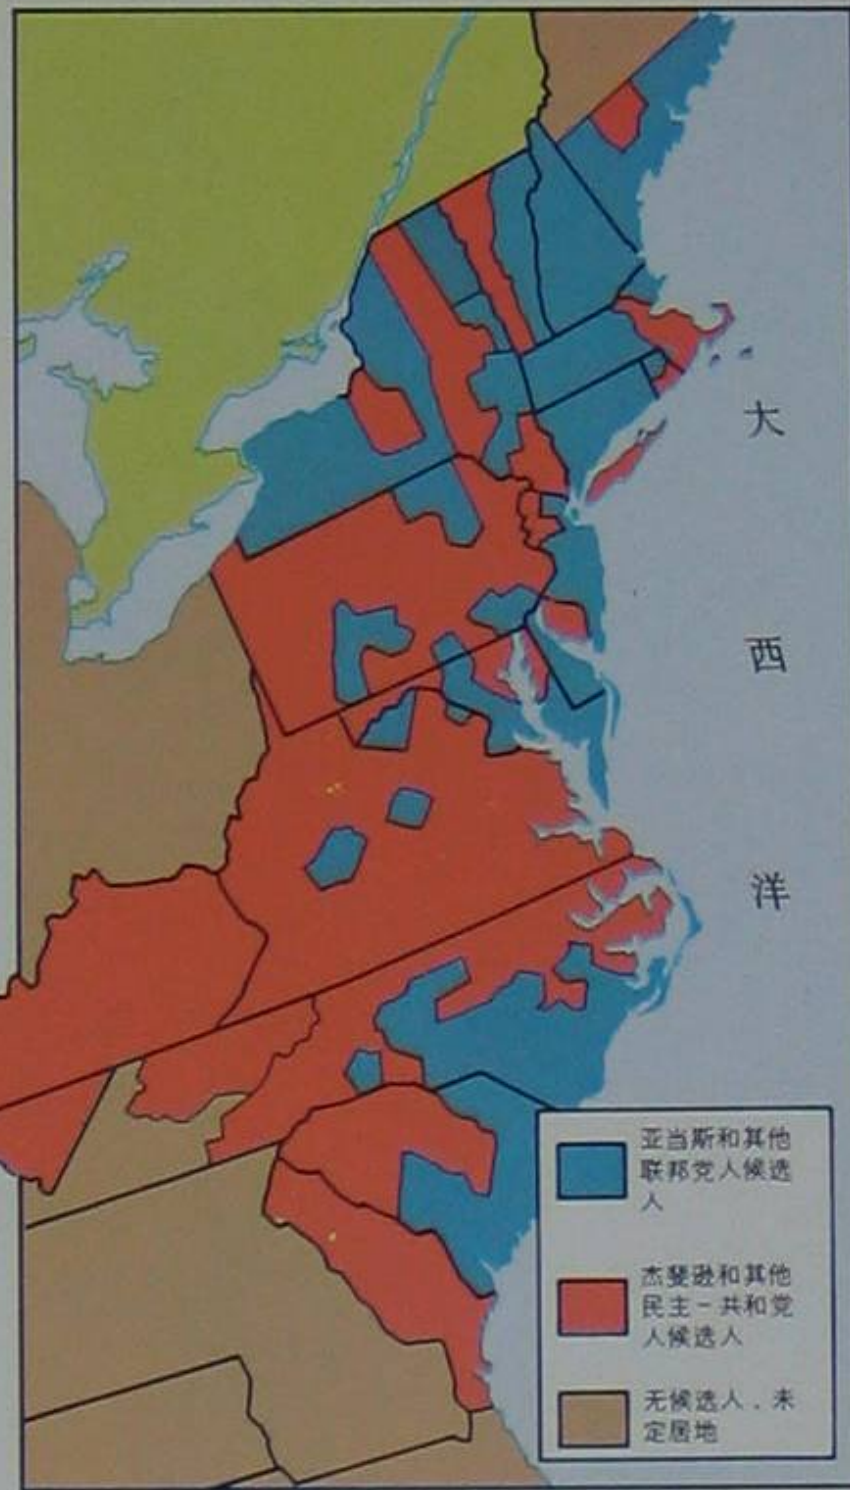 大
西
洋
亚当斯和其他
联邦党人候选
人
杰斐逊和其他
民主-共和党
人候选人
无候选人，未
定居地